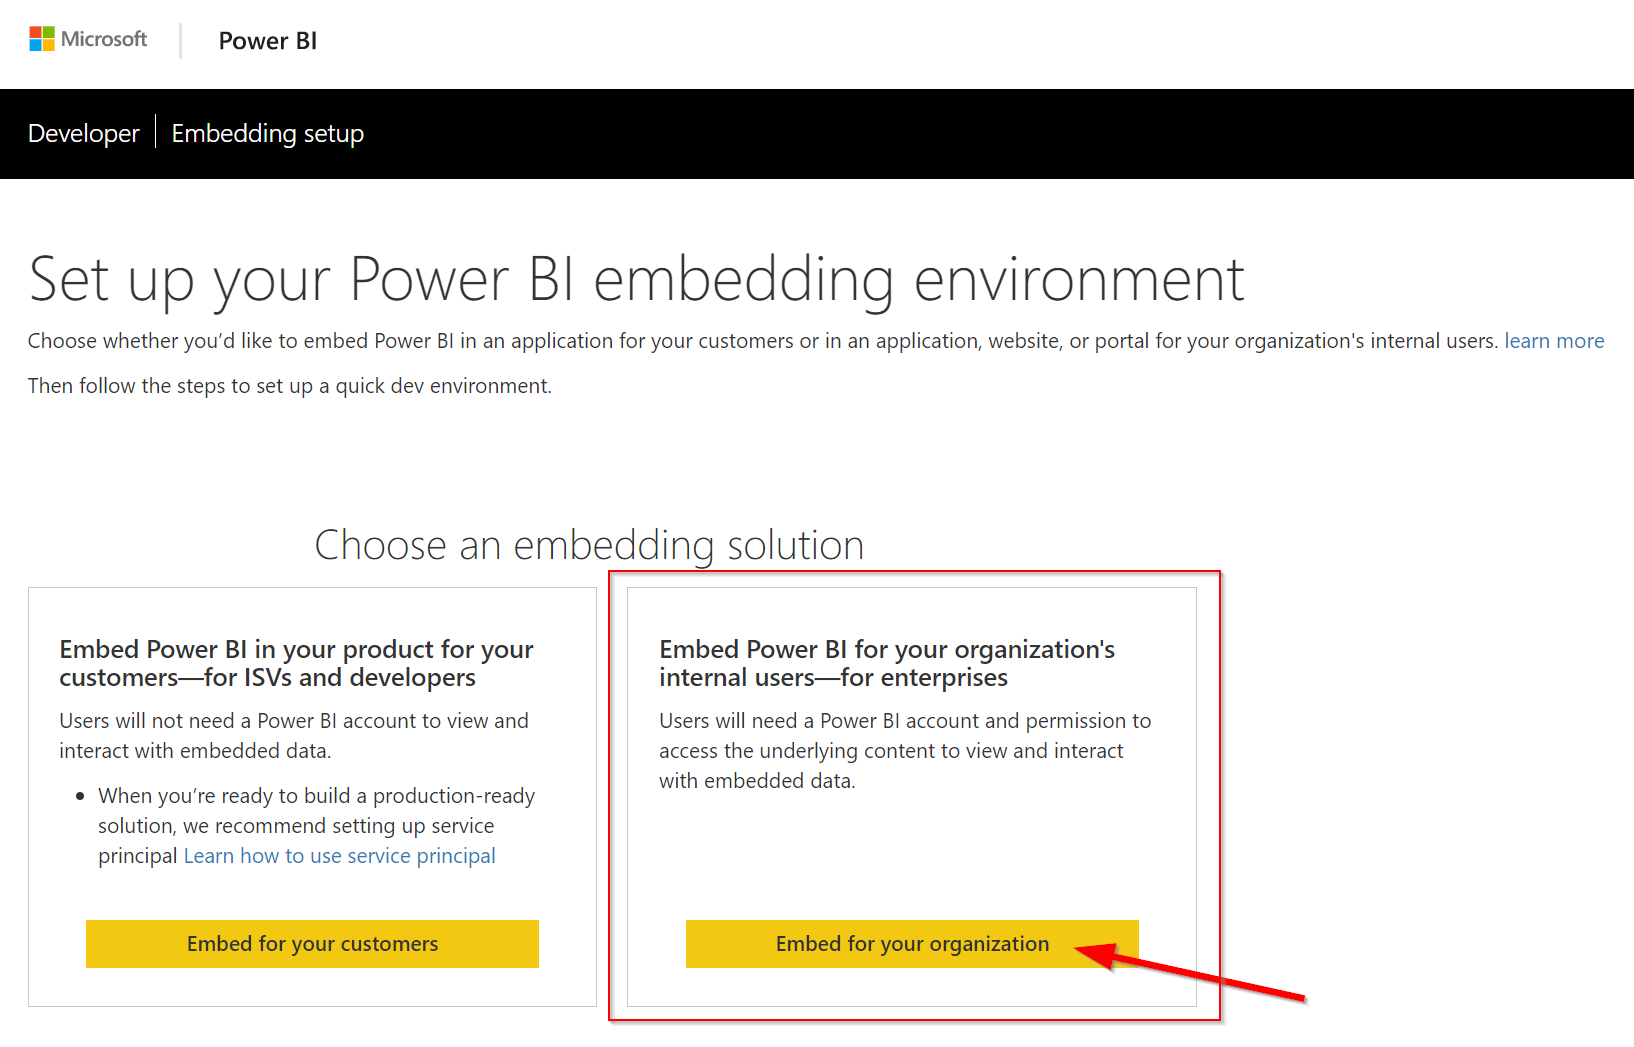 Microsoft
Power BI
Developer
Embedding setup
Set up your Power BI embedding environment
Choose whether you’d like to embed Power BI in an application for your customers or in an application, website, or portal for your organization's internal users. learn more
Then follow the steps to set up a quick dev environment.
Choose an embedding solution
Embed Power BI in your product for your
customers—for ISVs and developers
Users will not need a Power BI account to view and
interact with embedded data.
• When you’re ready to build a production-ready
solution, we recommend setting up service
principal Learn how to use service principal
Embed for your customers
Embed Power BI for your organization's
internal users—for enterprises
Users will need a Power BI account and permission to
access the underlying content to view and interact
with embedded data.
Embed for your organization